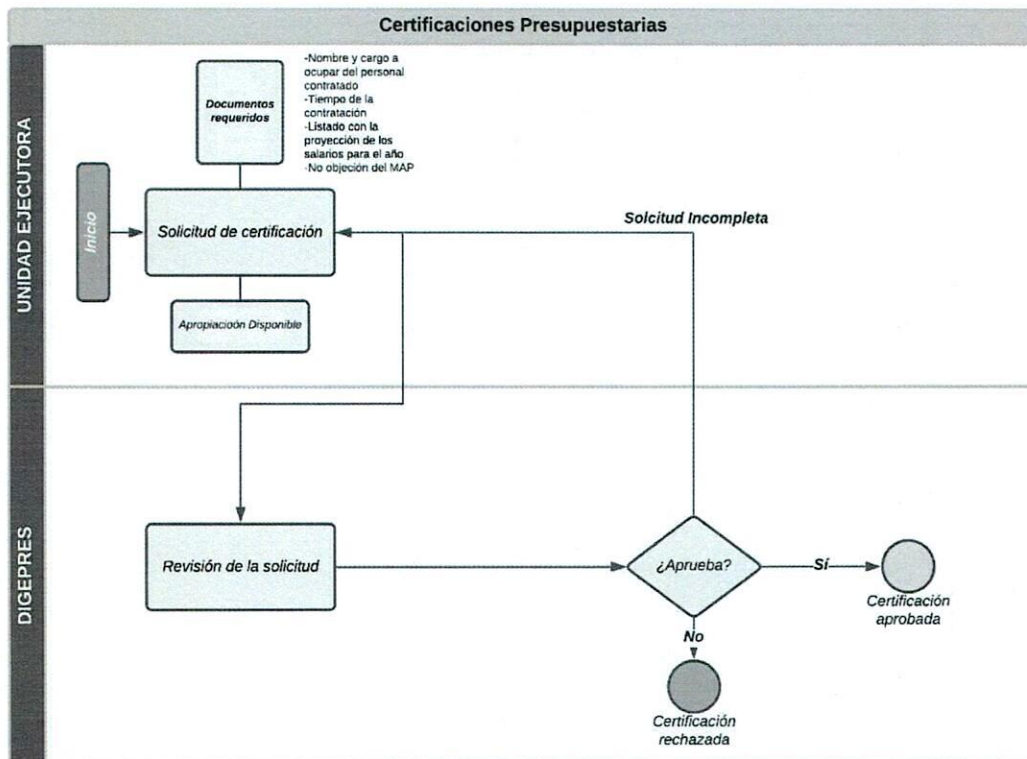 Certificaciones Presupuestarias
UNIDAD EJECUTORA
Inicio
Documentos
requeridos
-Nombre y cargo a
ocupar del personal
contratado
-Tiempo de la
contratación
-Listado con la
proyección de los
salarios para el año
-No objeción del MAP
Solicitud de certificación
Solcitud Incompleta
Apropiacioón Disponible
DIGEPRES
Revisión de la solicitud
¿Aprueba?
Sí
Certificación
aprobada
No
Certificación
rechazada